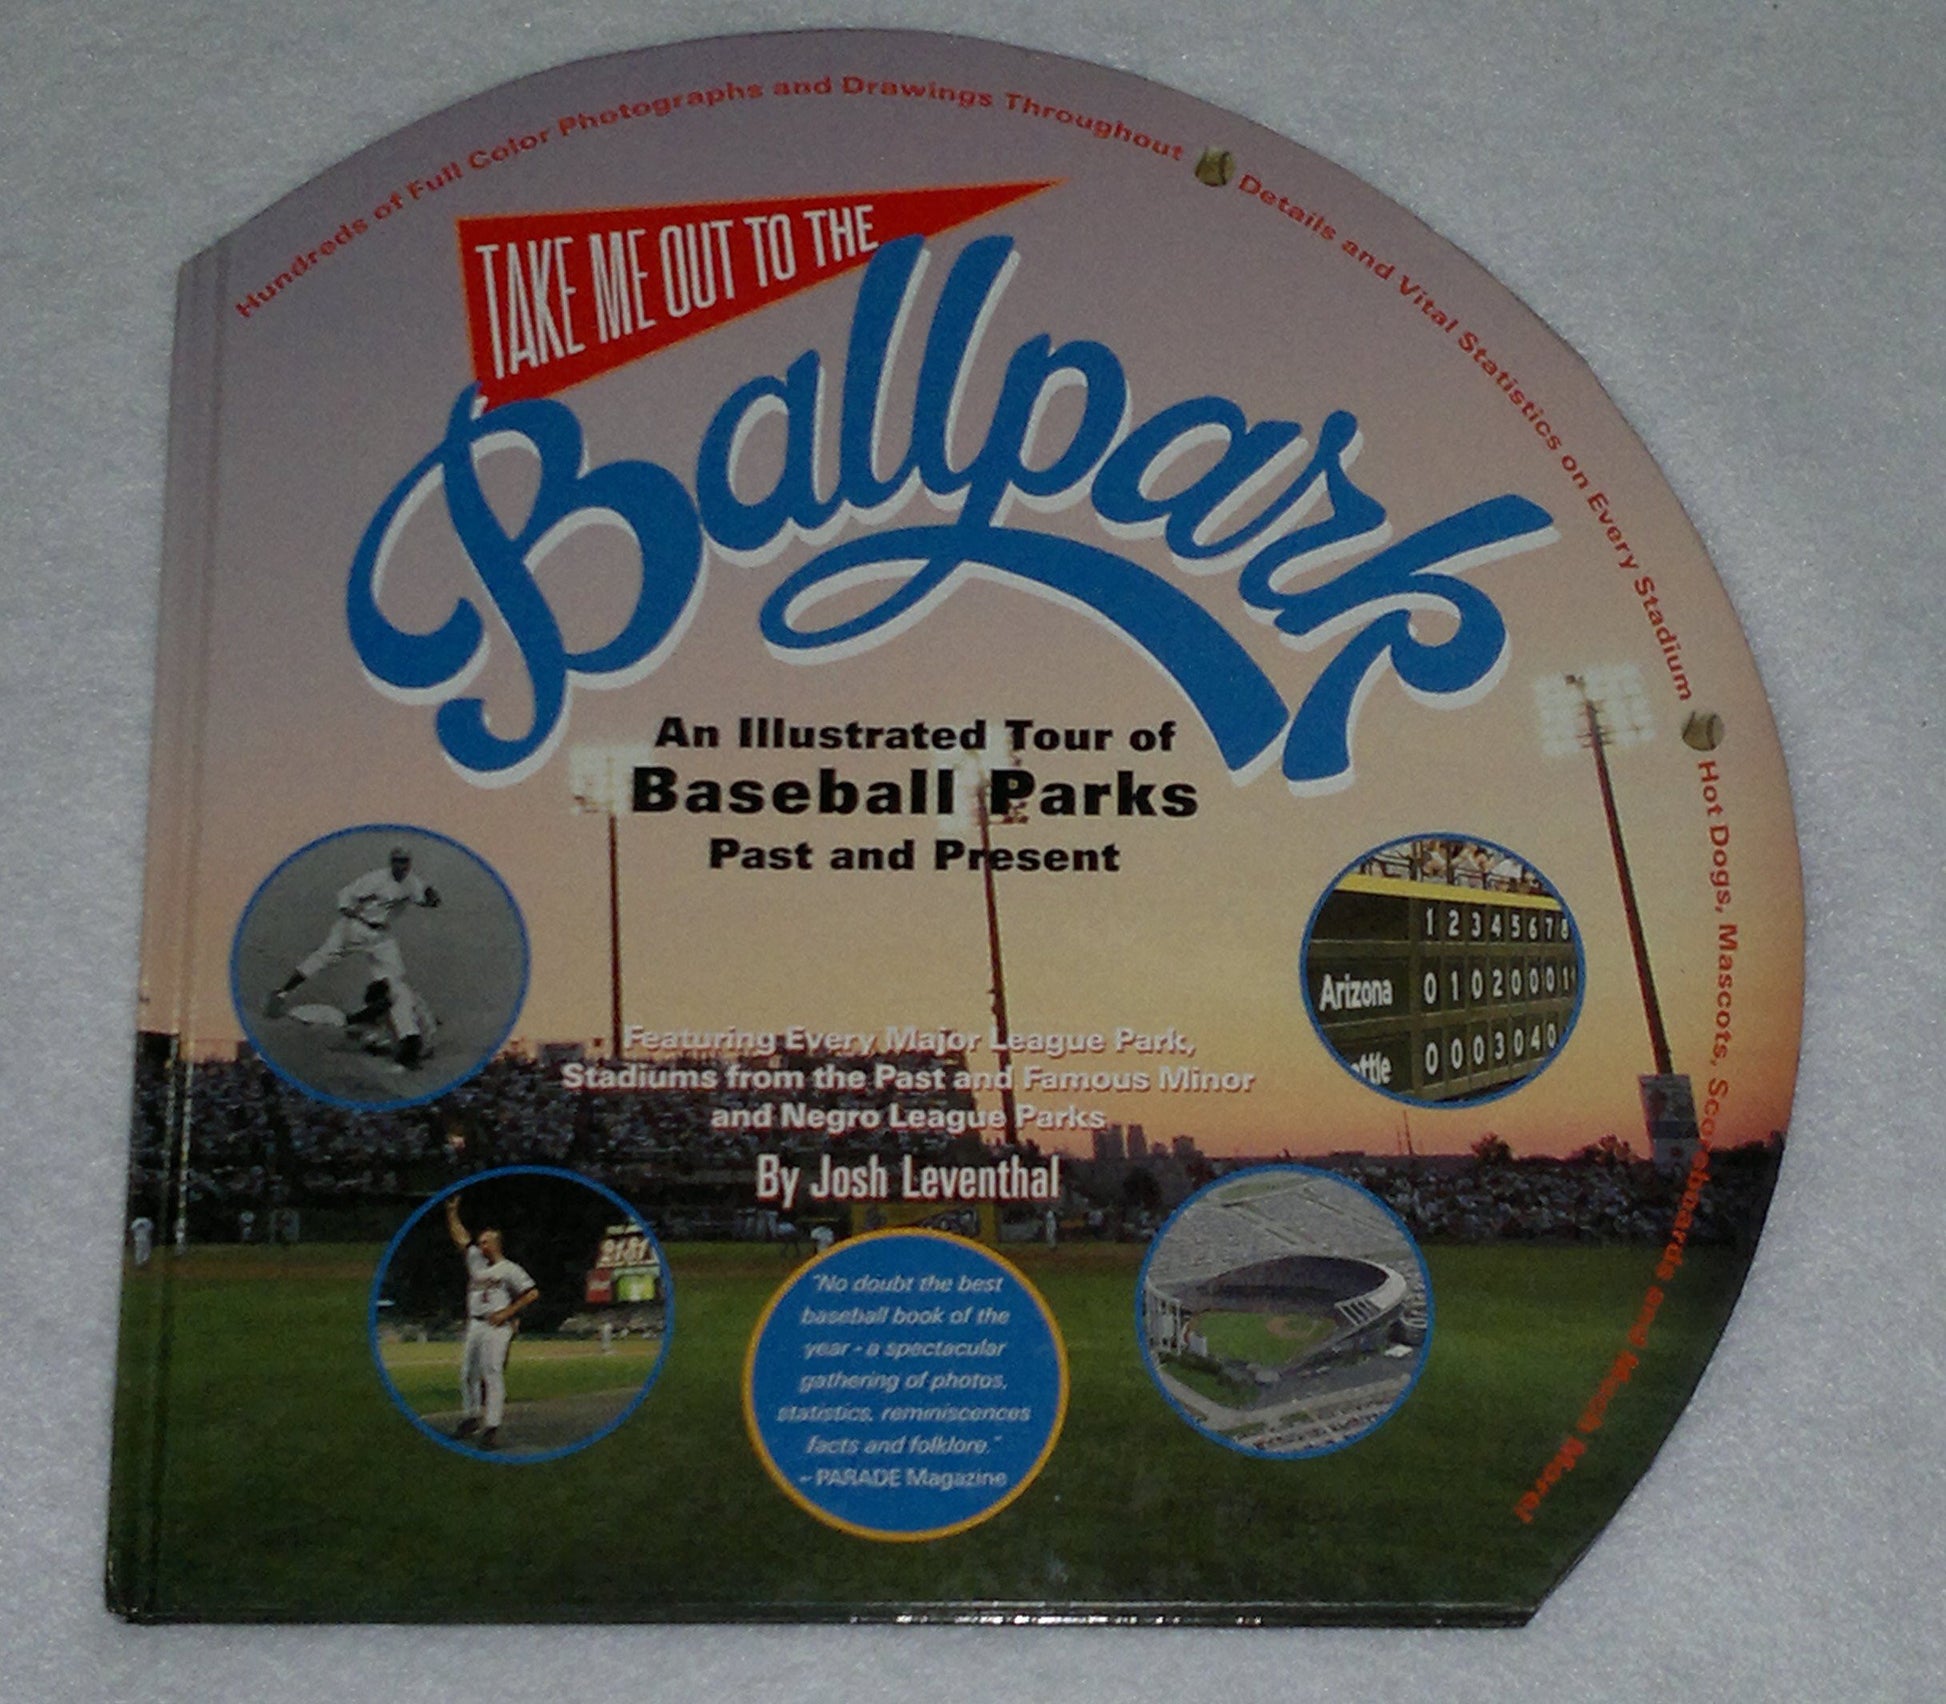 Hundreds of Full Color Photographs and Drawings Throughout
Details and Vital Statistics on Every Stadium
Hot Dogs, Mascots, Scoreboards and Much More!
TAKE ME OUT TO THE
Ballpark
An Illustrated Tour of
Baseball Parks
Past and Present
1 2 3 4 5 6 7 8
Arizona 0 1 0 2 0 0 0 1
ttle 0 0 0 3 0 4 0
Featuring Every Major League Park,
Stadiums from the Past and Famous Minor
and Negro League Parks
By Josh Leventhal
"No doubt the best
baseball book of the
year - a spectacular
gathering of photos,
statistics, reminiscences
facts and folklore."
- PARADE Magazine